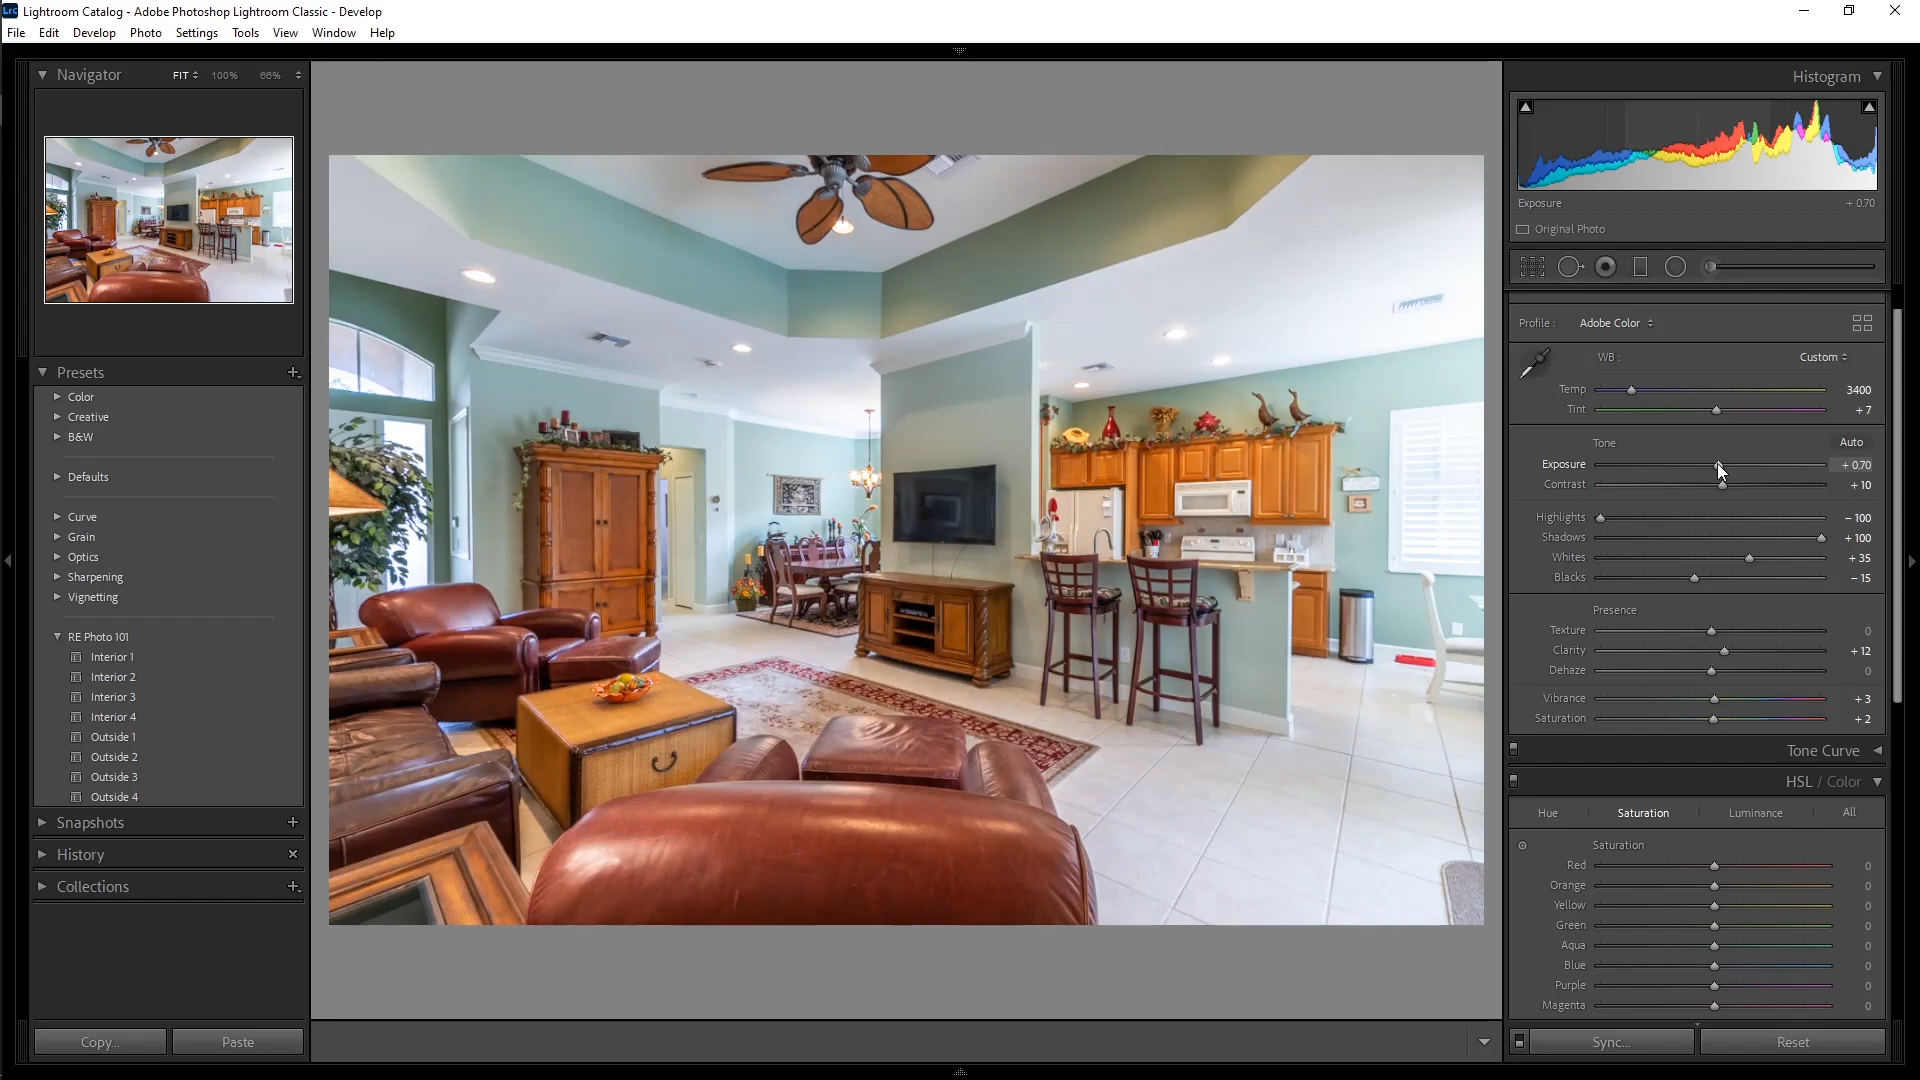 Lrc Lightroom Catalog - Adobe Photoshop Lightroom Classic - Develop
File Edit Develop Photo Settings Tools View Window Help
Navigator FIT 100% 66%
Presets
Color
Creative
B&W
Defaults
Curve
Grain
Optics
Sharpening
Vignetting
RE Photo 101
Interior 1
Interior 2
Interior 3
Interior 4
Outside 1
Outside 2
Outside 3
Outside 4
Snapshots
History
Collections
Copy... Paste
Histogram
Exposure + 0.70
Original Photo
Profile : Adobe Color
WB : Custom
Temp 3400
Tint + 7
Tone Auto
Exposure + 0.70
Contrast + 10
Highlights − 100
Shadows + 100
Whites + 35
Blacks − 15
Presence
Texture 0
Clarity + 12
Dehaze 0
Vibrance + 3
Saturation + 2
Tone Curve
HSL / Color
Hue Saturation Luminance All
Saturation
Red 0
Orange 0
Yellow 0
Green 0
Aqua 0
Blue 0
Purple 0
Magenta 0
Sync... Reset